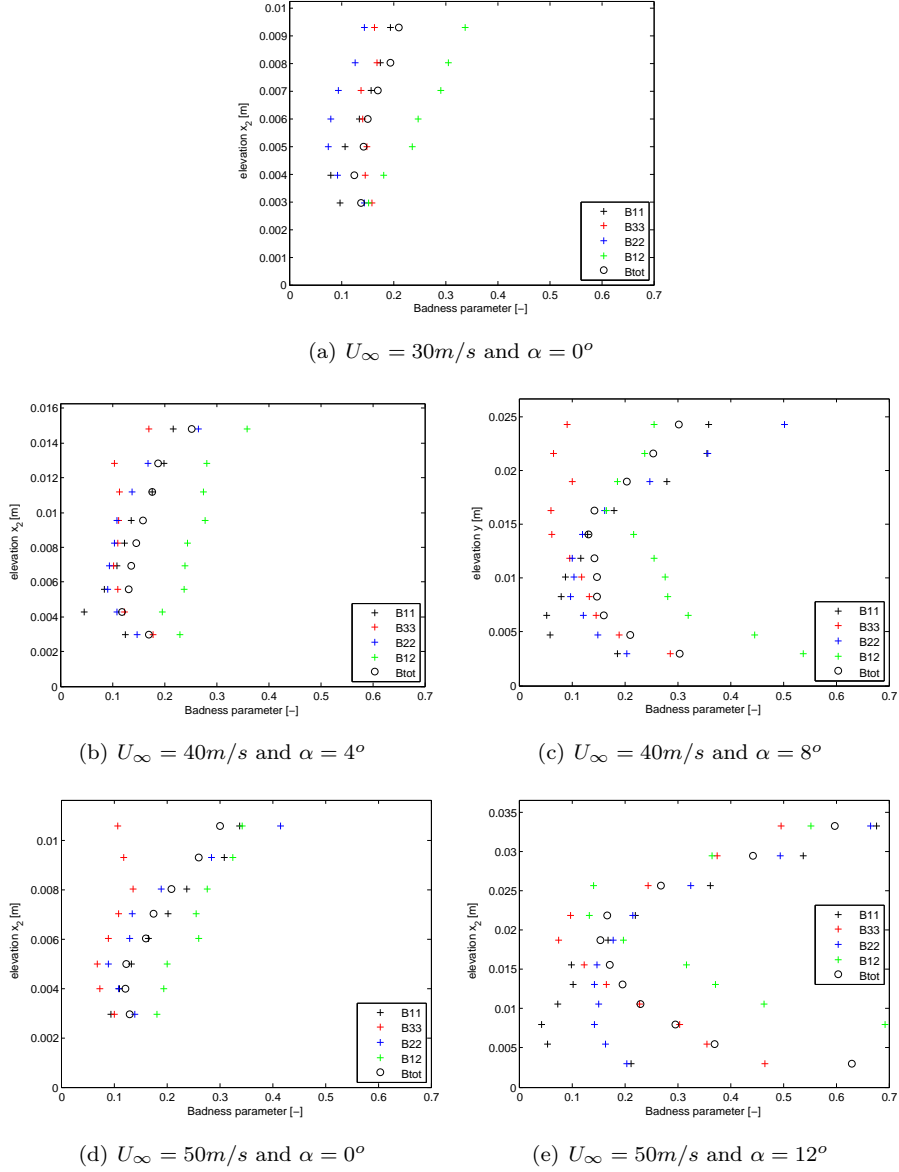 0.01
0.009
0.008
0.007
0.006
0.005
0.004
0.003
0.002
0.001
0
elevation x2 [m]
B11
B33
B22
B12
Btot
0 0.1 0.2 0.3 0.4 0.5 0.6 0.7
Badness parameter [−]
(a) U∞ = 30m/s and α = 0o
0.016
0.014
0.012
0.01
0.008
0.006
0.004
0.002
0
elevation x2 [m]
B11
B33
B22
B12
Btot
0 0.1 0.2 0.3 0.4 0.5 0.6 0.7
Badness parameter [−]
(b) U∞ = 40m/s and α = 4o
0.025
0.02
0.015
0.01
0.005
0
elevation y [m]
B11
B33
B22
B12
Btot
0 0.1 0.2 0.3 0.4 0.5 0.6 0.7
Badness parameter [−]
(c) U∞ = 40m/s and α = 8o
0.01
0.008
0.006
0.004
0.002
0
elevation x2 [m]
B11
B33
B22
B12
Btot
0 0.1 0.2 0.3 0.4 0.5 0.6 0.7
Badness parameter [−]
(d) U∞ = 50m/s and α = 0o
0.035
0.03
0.025
0.02
0.015
0.01
0.005
0
elevation x2 [m]
B11
B33
B22
B12
Btot
0 0.1 0.2 0.3 0.4 0.5 0.6 0.7
Badness parameter [−]
(e) U∞ = 50m/s and α = 12o